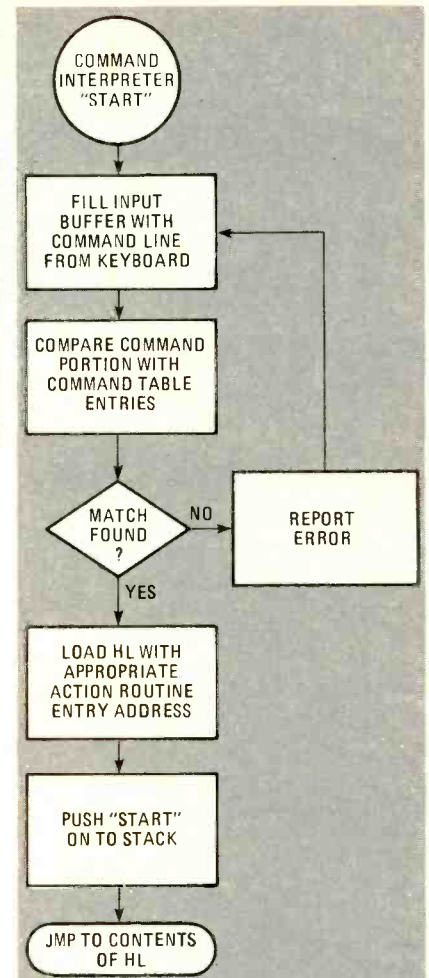 COMMAND
INTERPRETER
"START"
FILL INPUT
BUFFER WITH
COMMAND LINE
FROM KEYBOARD
COMPARE COMMAND
PORTION WITH
COMMAND TABLE
ENTRIES
MATCH
FOUND
?
NO
REPORT
ERROR
YES
LOAD HL WITH
APPROPRIATE
ACTION ROUTINE
ENTRY ADDRESS
PUSH "START"
ON TO STACK
JMP TO CONTENTS
OF HL